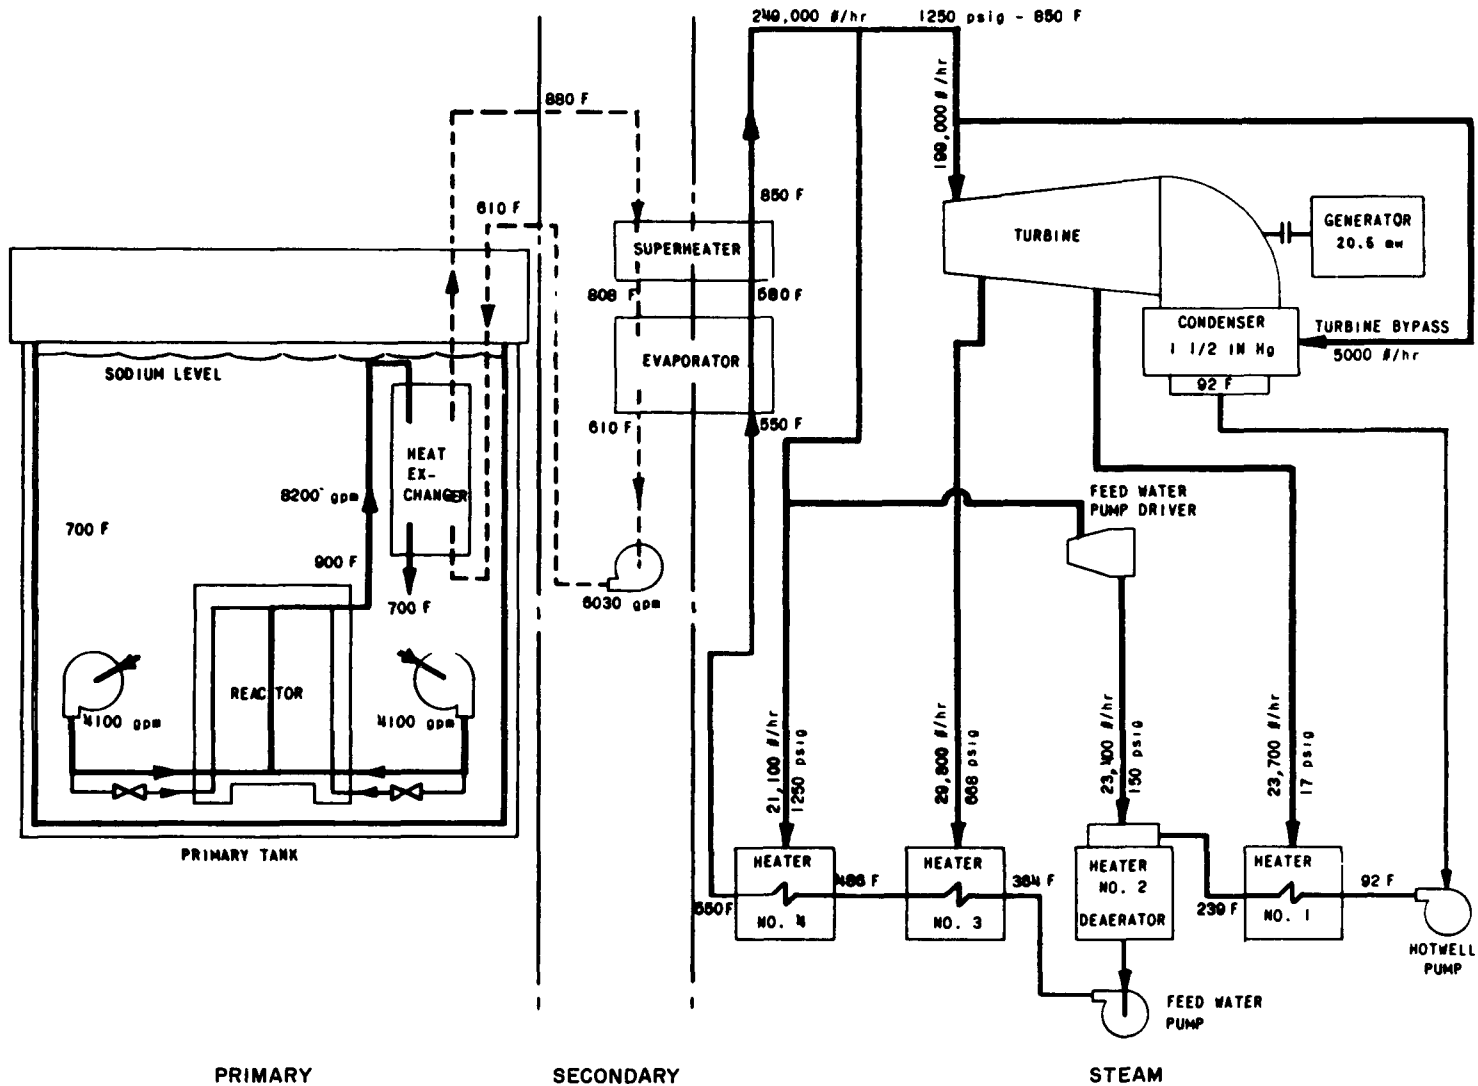 249,000 #/hr
1250 psig - 850 F
199,000 #/hr
880 F
610 F
850 F
SUPERHEATER
808 F
580 F
EVAPORATOR
610 F
550 F
6030 gpm
TURBINE
GENERATOR
20.5 mw
CONDENSER
1 1/2 IN Hg
92 F
TURBINE BYPASS
5000 #/hr
SODIUM LEVEL
HEAT
EX-
CHANGER
8200 gpm
700 F
900 F
700 F
REACTOR
4100 gpm
4100 gpm
PRIMARY TANK
FEED WATER
PUMP DRIVER
21,100 #/hr
1250 psig
29,800 #/hr
668 psig
23,400 #/hr
150 psig
23,700 #/hr
17 psig
550 F
HEATER
NO. 4
486 F
HEATER
NO. 3
364 F
HEATER
NO. 2
DEAERATOR
239 F
HEATER
NO. 1
92 F
HOTWELL
PUMP
FEED WATER
PUMP
PRIMARY
SECONDARY
STEAM